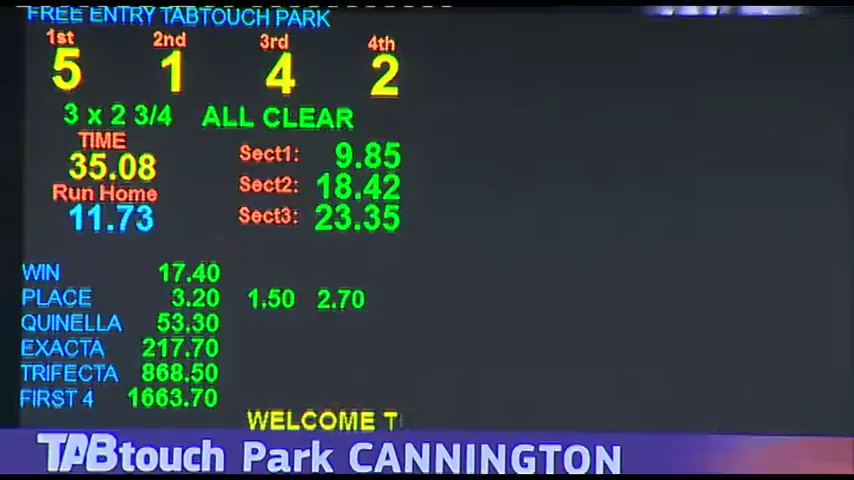 FREE ENTRY TABTOUCH PARK
1st 2nd 3rd 4th
5 1 4 2
3 x 2 3/4 ALL CLEAR
TIME
35.08
Run Home
11.73
Sect1: 9.85
Sect2: 18.42
Sect3: 23.35
WIN 17.40
PLACE 3.20 1.50 2.70
QUINELLA 53.30
EXACTA 217.70
TRIFECTA 868.50
FIRST 4 1663.70
WELCOME T
TABtouch Park CANNINGTON